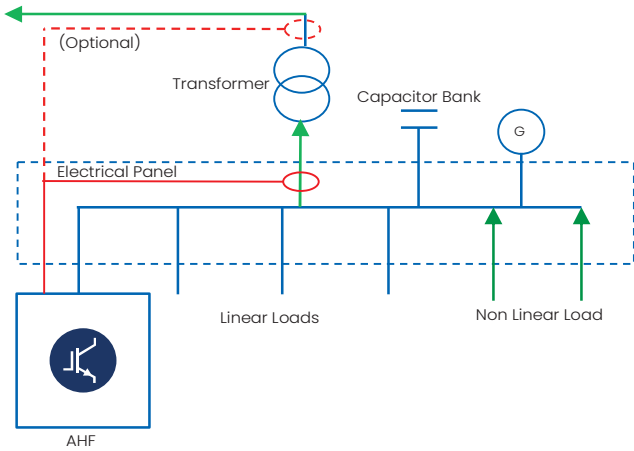 (Optional)
Transformer
Capacitor Bank
G
Electrical Panel
Linear Loads
Non Linear Load
AHF